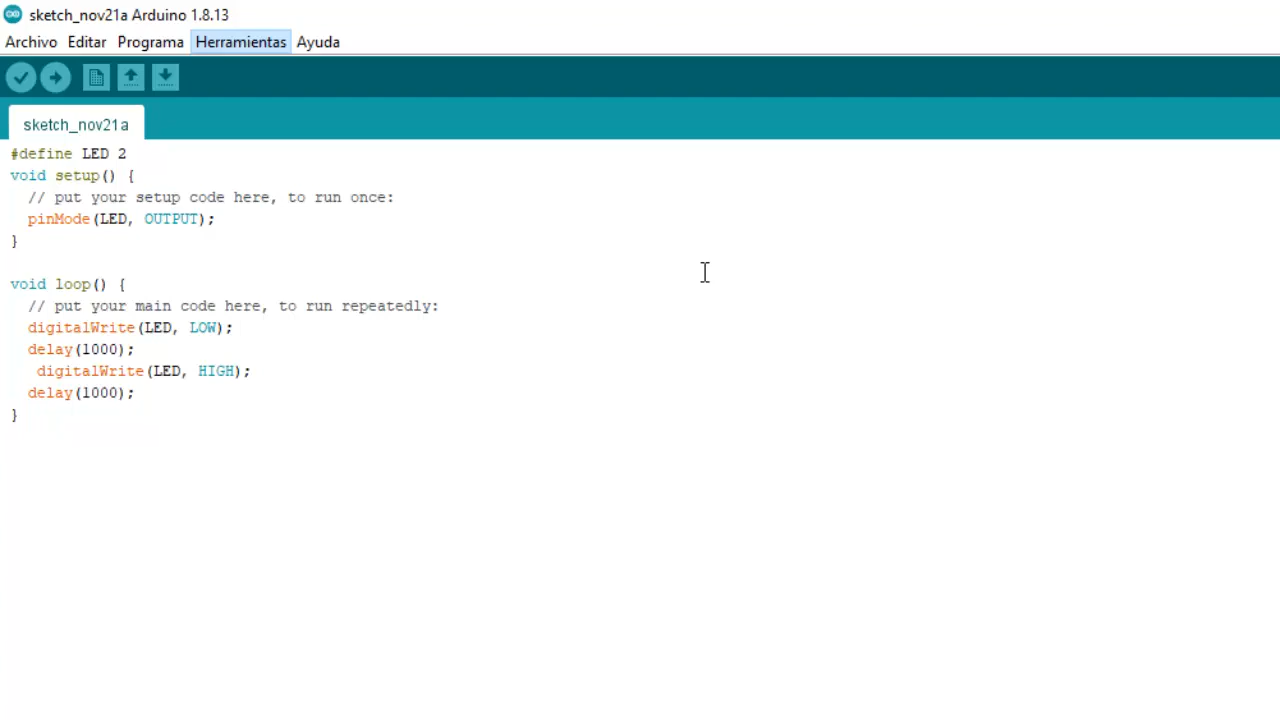 sketch_nov21a Arduino 1.8.13
Archivo Editar Programa Herramientas Ayuda
sketch_nov21a
#define LED 2
void setup() {
  // put your setup code here, to run once:
  pinMode(LED, OUTPUT);
}

void loop() {
  // put your main code here, to run repeatedly:
  digitalWrite(LED, LOW);
  delay(1000);
   digitalWrite(LED, HIGH);
  delay(1000);
}